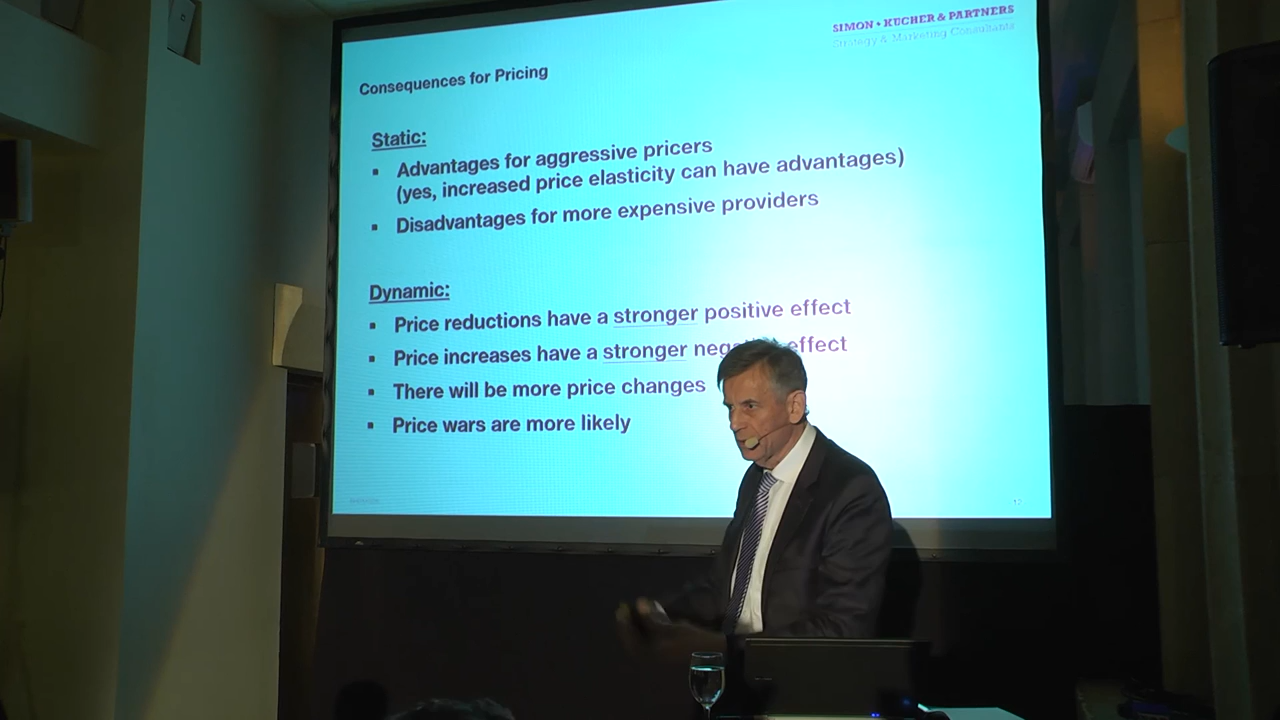 SIMON • KUCHER & PARTNERS
Strategy & Marketing Consultants
Consequences for Pricing
Static:
▪ Advantages for aggressive pricers
(yes, increased price elasticity can have advantages)
▪ Disadvantages for more expensive providers
Dynamic:
▪ Price reductions have a stronger positive effect
▪ Price increases have a stronger effect
▪ There will be more price changes
▪ Price wars are more likely